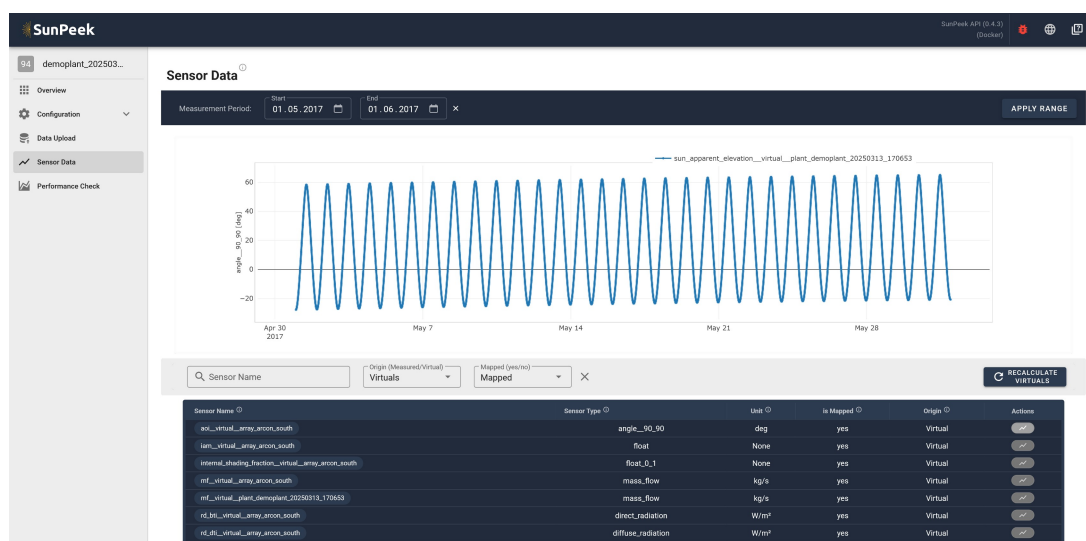 SunPeek
SunPeek API (0.4.3)
(Docker)
94 demoplant_202503...
Overview
Configuration
Data Upload
Sensor Data
Performance Check
Sensor Data
Measurement Period:
Start
01.05.2017
End
01.06.2017
×
APPLY RANGE
sun_apparent_elevation__virtual__plant_demoplant_20250313_170653
angle__90_90 [deg]
60
40
20
0
−20
Apr 30
2017
May 7
May 14
May 21
May 28
Sensor Name
Origin (Measured/Virtual)
Virtuals
Mapped (yes/no)
Mapped
RECALCULATE
VIRTUALS
Sensor Name Sensor Type Unit is Mapped Origin Actions
aoi__virtual__array_arcon_south angle__90_90 deg yes Virtual
iam__virtual__array_arcon_south float None yes Virtual
internal_shading_fraction__virtual__array_arcon_south float_0_1 None yes Virtual
mf__virtual__array_arcon_south mass_flow kg/s yes Virtual
mf__virtual__plant_demoplant_20250313_170653 mass_flow kg/s yes Virtual
rd_bti__virtual__array_arcon_south direct_radiation W/m² yes Virtual
rd_dti__virtual__array_arcon_south diffuse_radiation W/m² yes Virtual